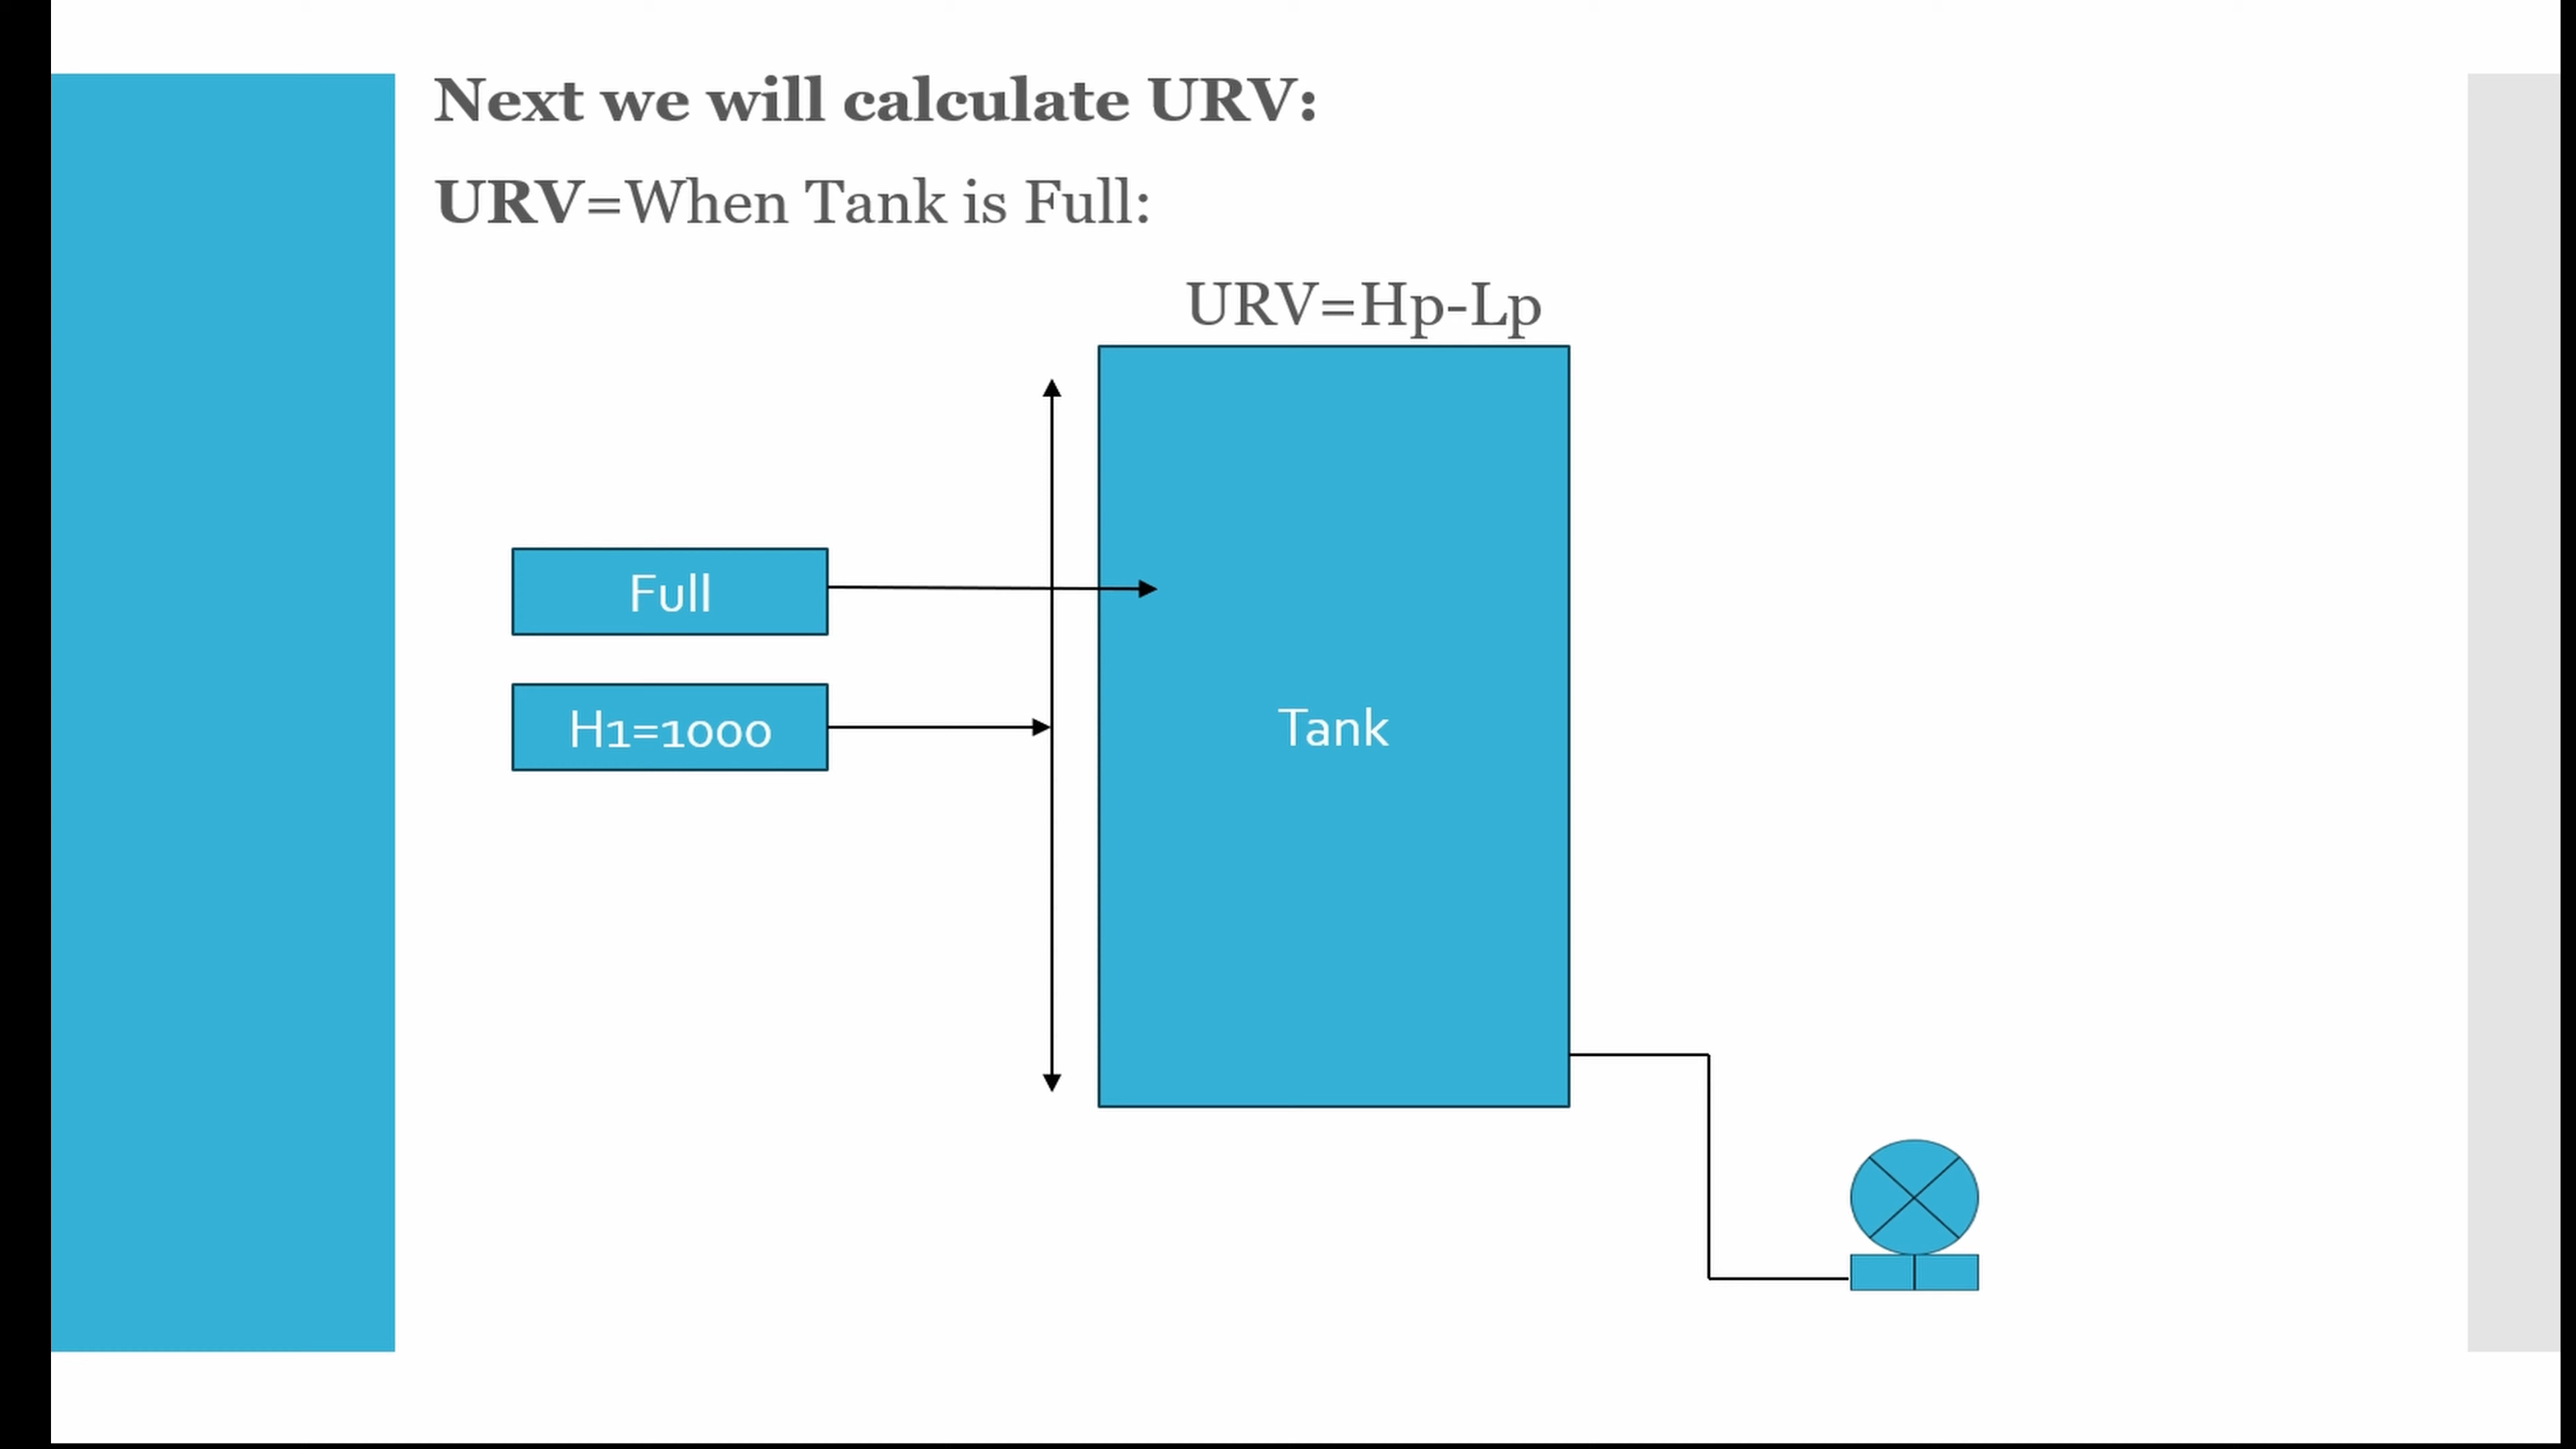 Next we will calculate URV:
URV=When Tank is Full:
URV=Hp-Lp
Full
H1=1000
Tank